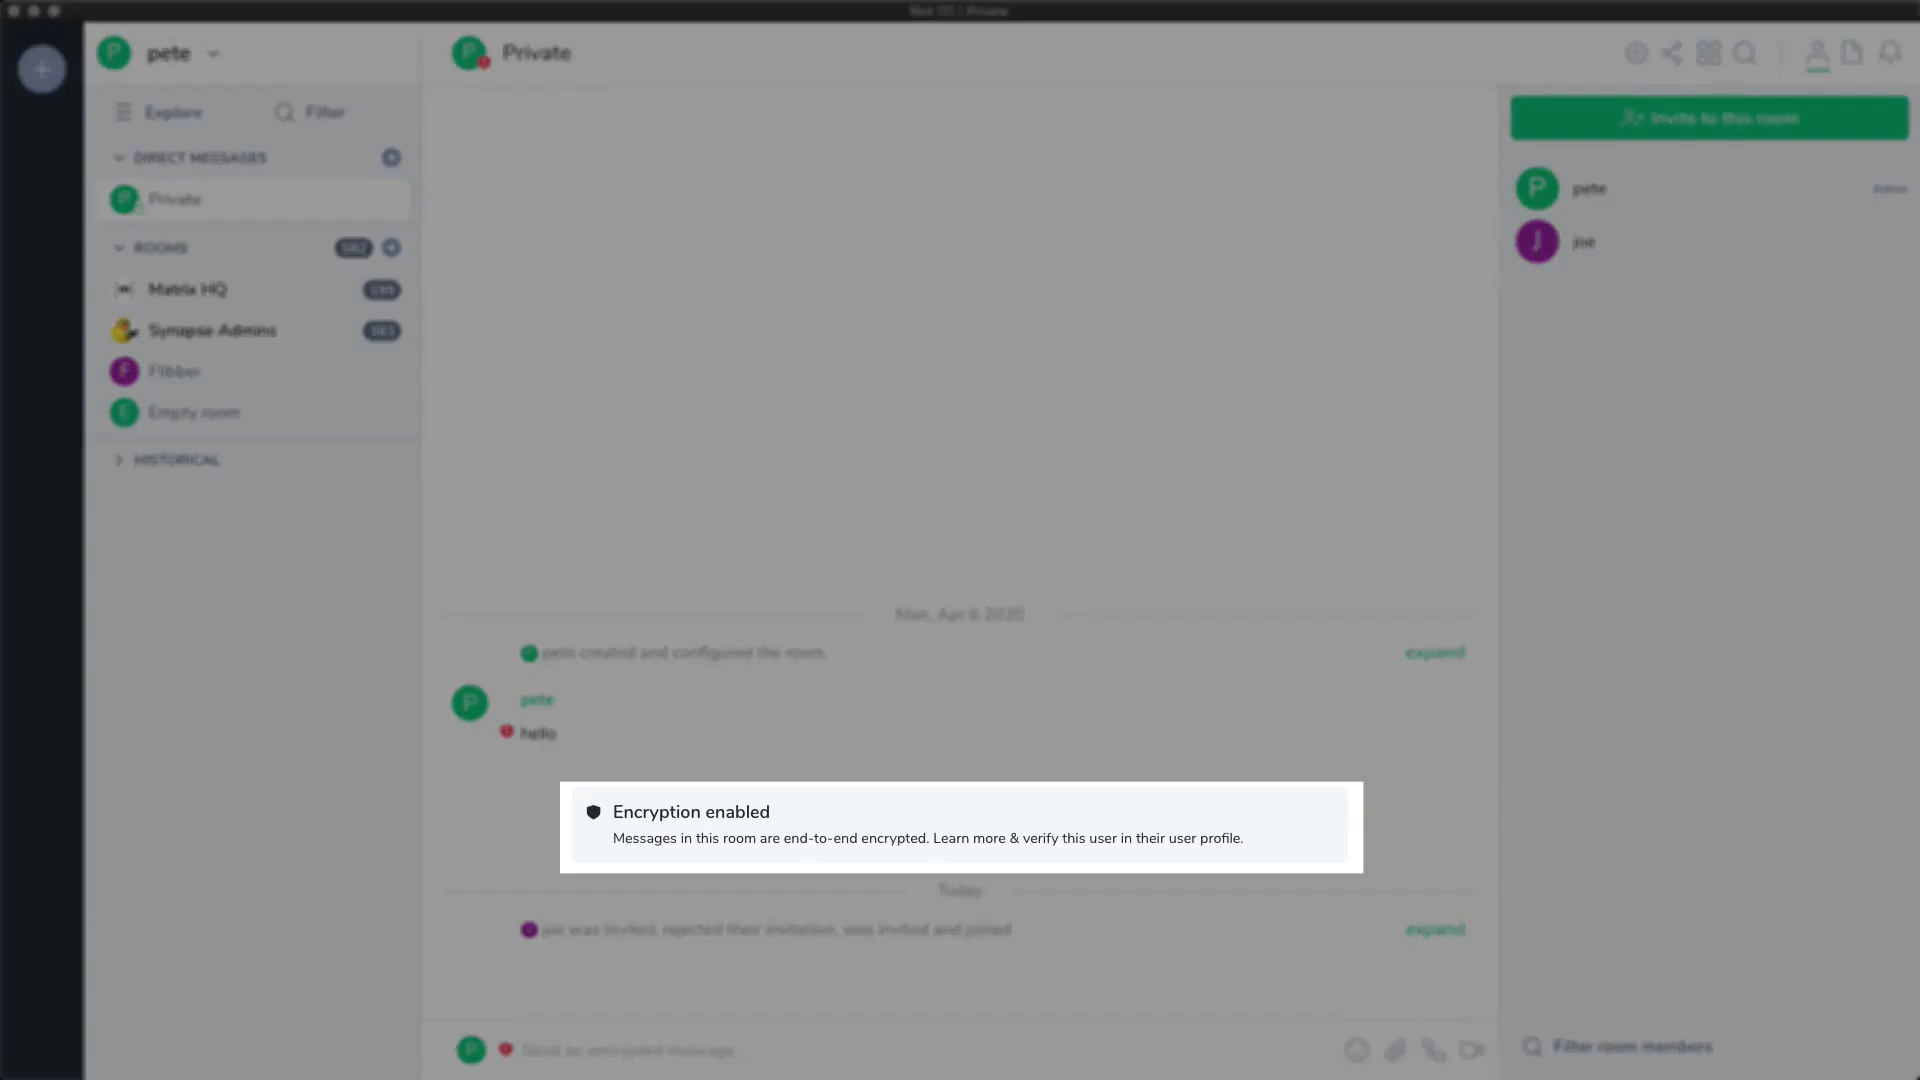 Private
P pete
P Private
Explore
Filter
DIRECT MESSAGES
P Private
ROOMS
Matrix HQ
Synapse Admins
F Flibber
E Empty room
HISTORICAL
Mon, Apr 6 2020
pete created and configured the room.
expand
P pete
hello
Encryption enabled
Messages in this room are end-to-end encrypted. Learn more & verify this user in their user profile.
Today
joe was invited, rejected their invitation, was invited and joined
expand
P Send an encrypted message
Invite to this room
P pete
Admin
J joe
Filter room members